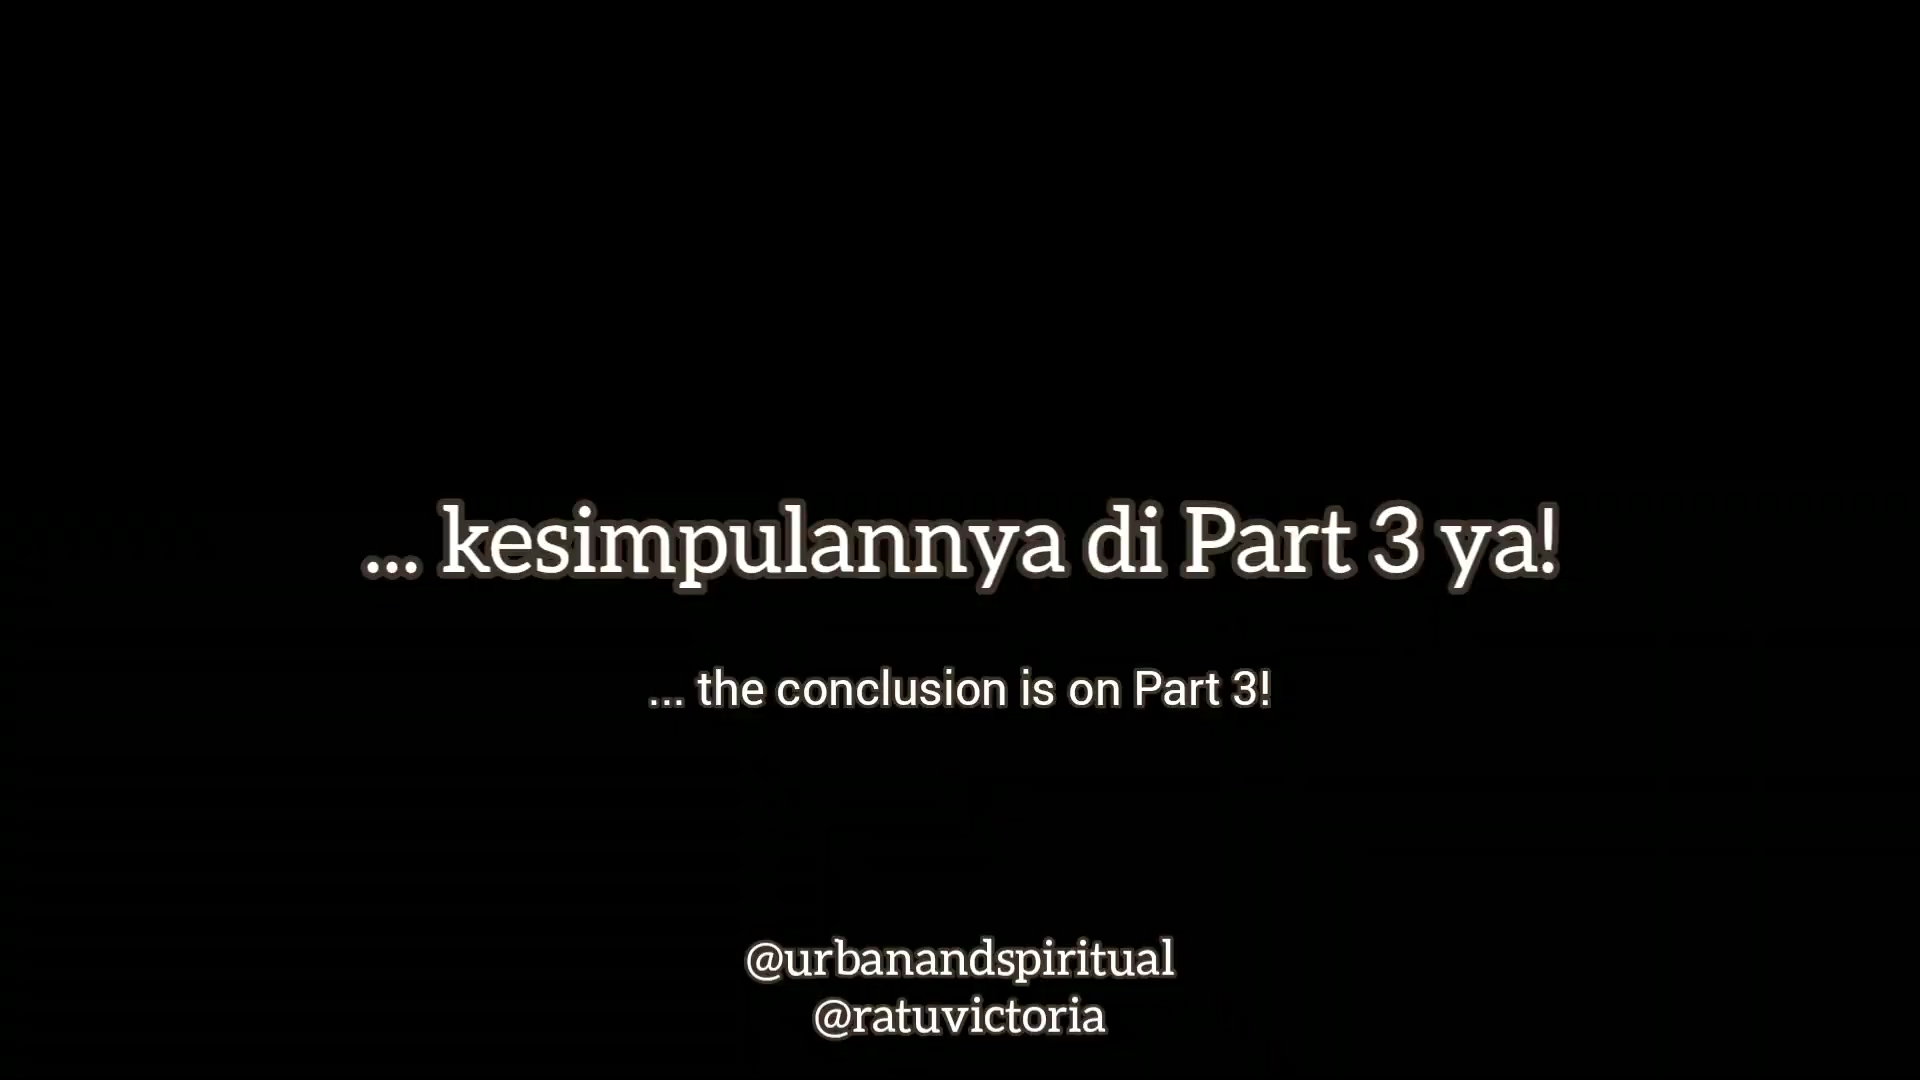 ... kesimpulannya di Part 3 ya!
... the conclusion is on Part 3!
@urbanandspiritual
@ratuvictoria